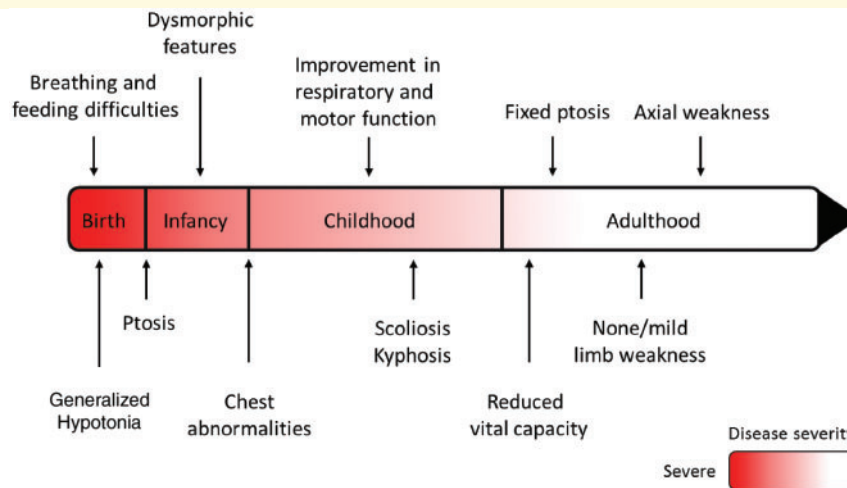 Dysmorphic
features
Breathing and
feeding difficulties
Improvement in
respiratory and
motor function
Fixed ptosis
Axial weakness
Birth
Infancy
Childhood
Adulthood
Ptosis
Scoliosis
Kyphosis
None/mild
limb weakness
Generalized
Hypotonia
Chest
abnormalities
Reduced
vital capacity
Disease severity
Severe